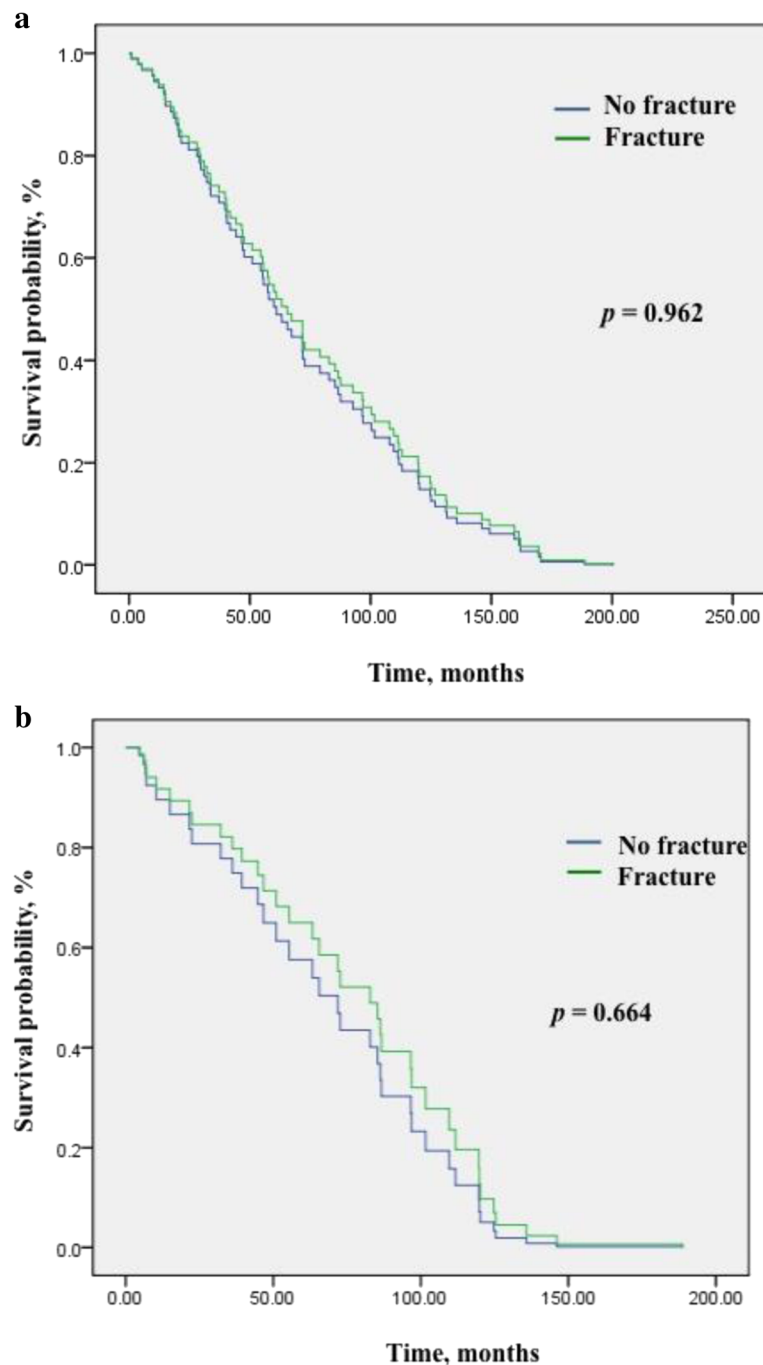 a
1.0
No fracture
Fracture
0.8
Survival probability, %
0.6
p = 0.962
0.4
0.2
0.0
0.00 50.00 100.00 150.00 200.00 250.00
Time, months
b
1.0
No fracture
Fracture
0.8
Survival probability, %
0.6
p = 0.664
0.4
0.2
0.0
0.00 50.00 100.00 150.00 200.00
Time, months